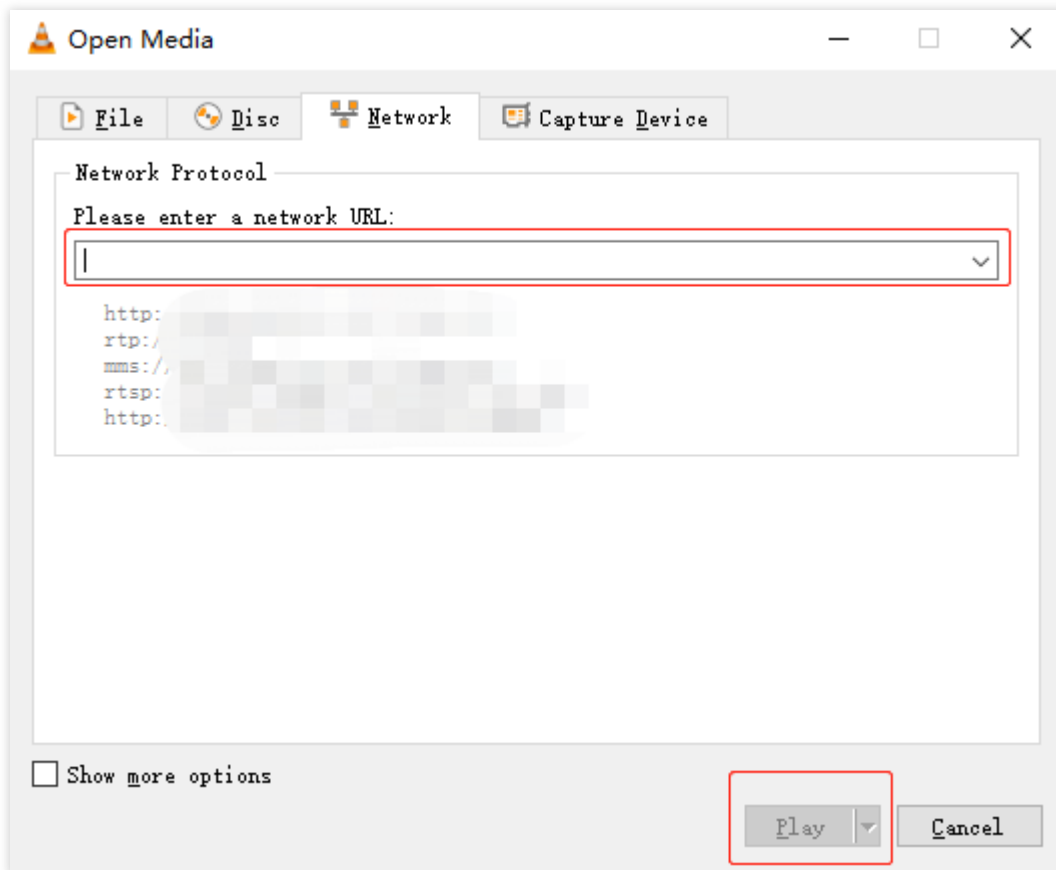 Open Media
File Disc Network Capture Device
Network Protocol
Please enter a network URL:
http:
rtp:/
mms://
rtsp:
http:
Show more options
Play Cancel